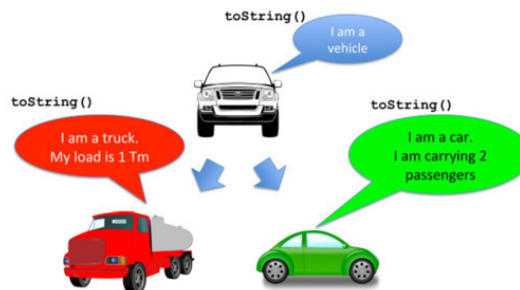 toString()
I am a
vehicle
toString()
I am a truck.
My load is 1 Tm
toString()
I am a car.
I am carrying 2
passengers